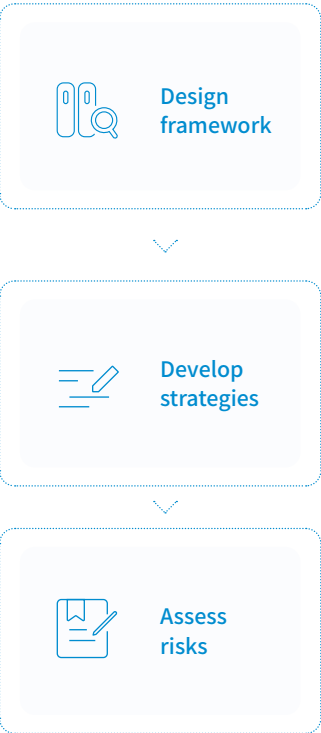 Design
framework
Develop
strategies
Assess
risks